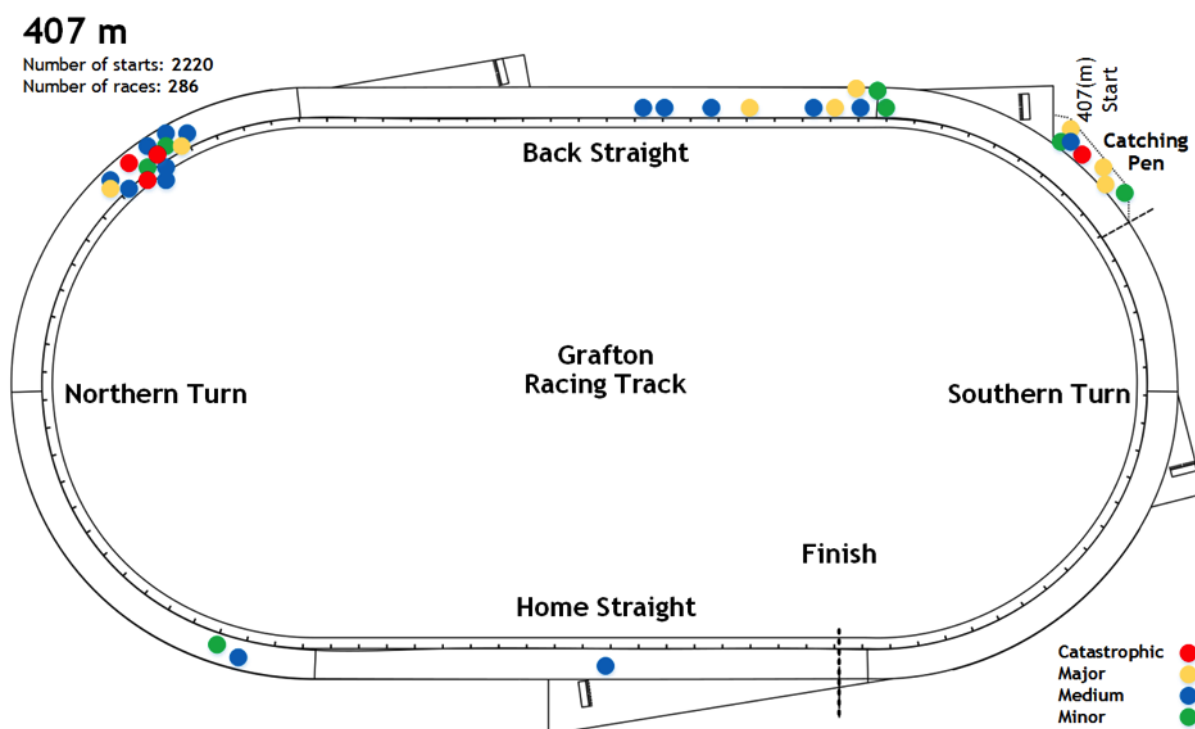 407 m
Number of starts: 2220
Number of races: 286
407(m)
Start
Catching
Pen
Back Straight
Grafton
Racing Track
Northern Turn
Southern Turn
Finish
Home Straight
Catastrophic
Major
Medium
Minor